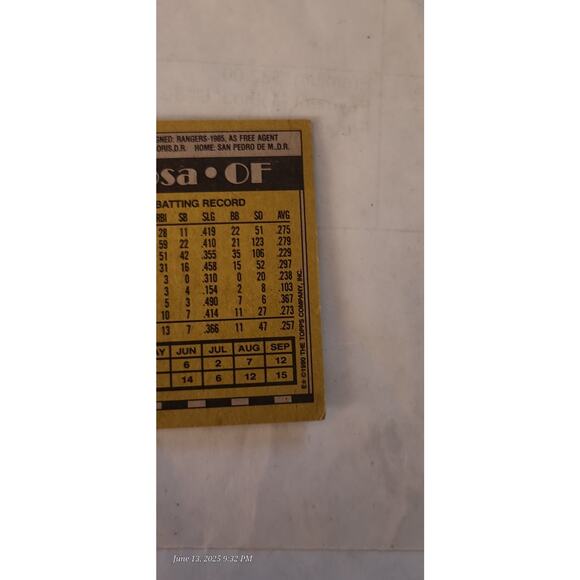 GNED: RANGERS-1985, AS FREE AGENT
ORIS, D.R. HOME: SAN PEDRO DE M., D.R.
osa • OF
BATTING RECORD
RBI SB SLG BB SO AVG
28 11 .419 22 51 .275
59 22 .410 21 123 .279
51 42 .355 35 106 .229
31 16 .458 15 52 .297
3 0 .310 0 20 .238
3 4 .154 2 8 .103
5 3 .490 7 6 .367
10 7 .414 11 27 .273
13 7 .366 11 47 .257
AY JUN JUL AUG SEP
6 2 7 12
14 6 12 15
E* ©1990 THE TOPPS COMPANY, INC.
June 13, 2025 9:32 PM